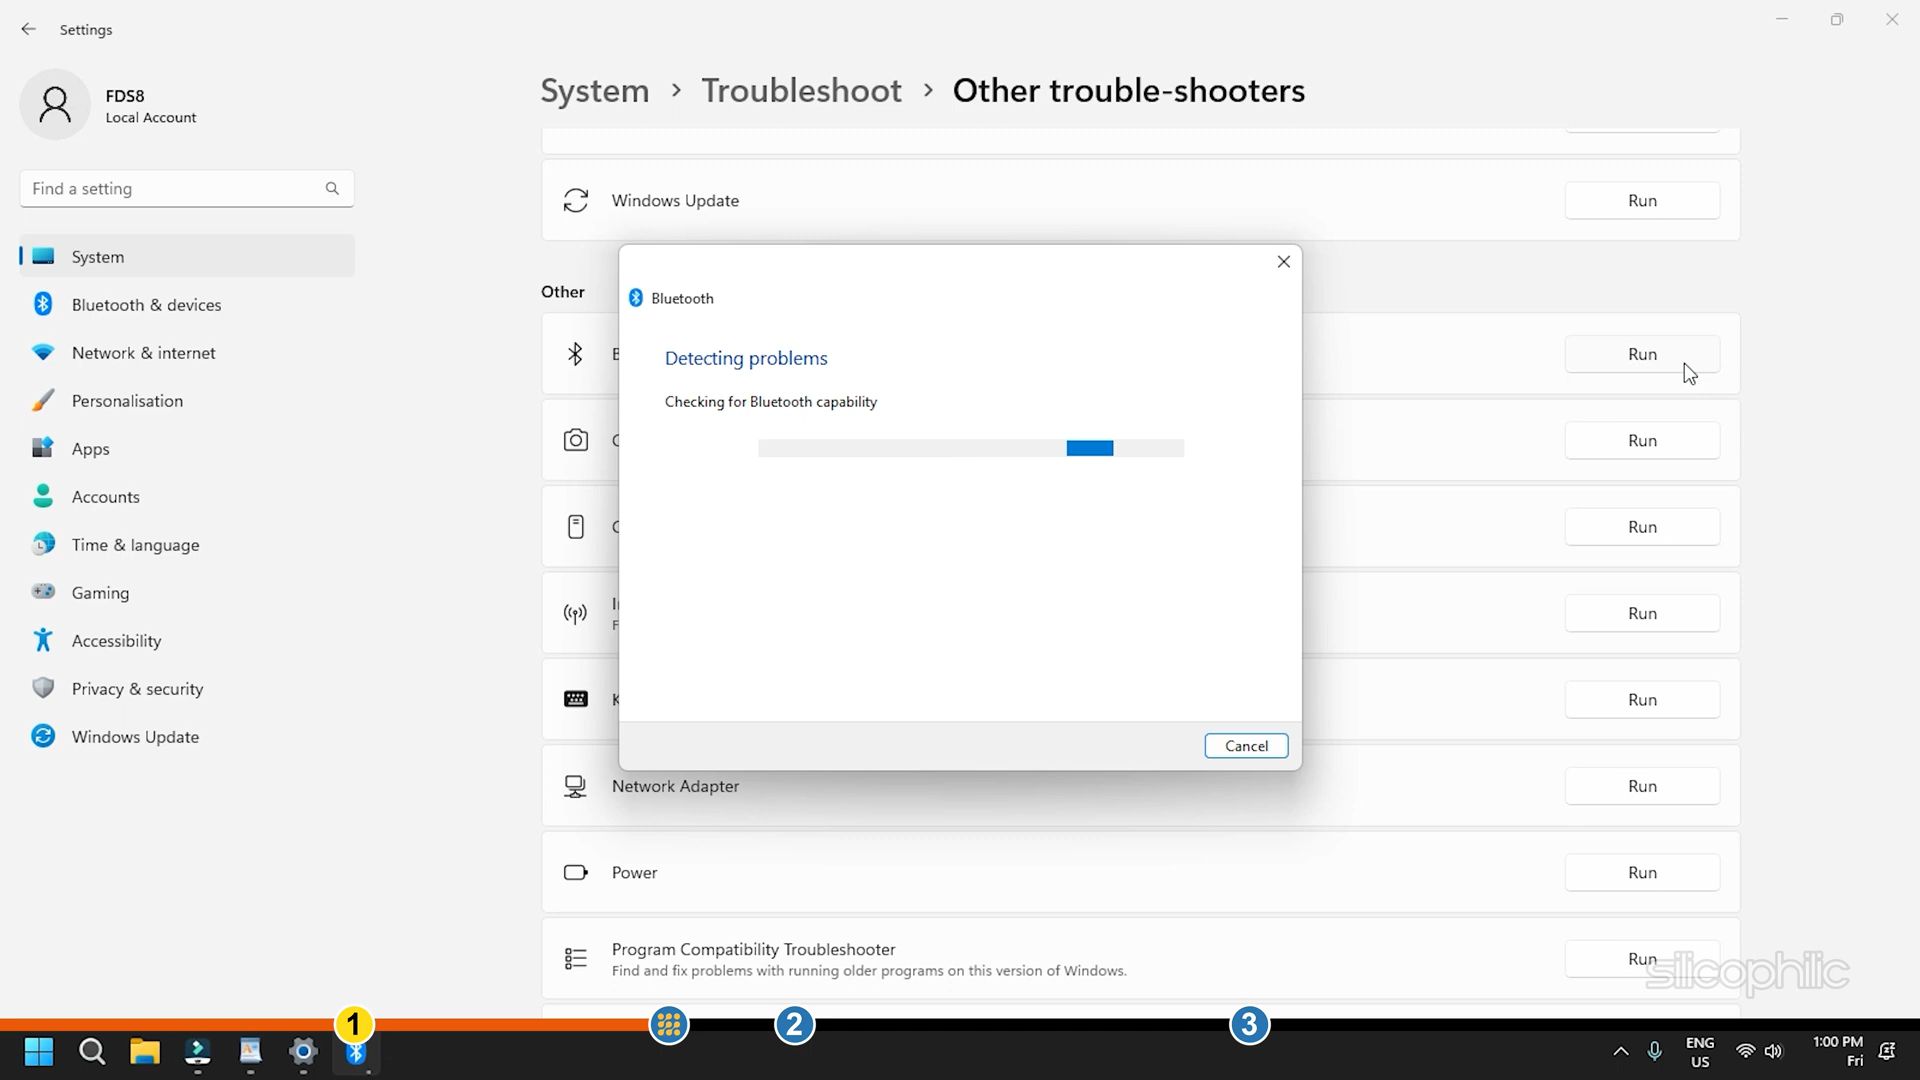 Settings
FDS8
Local Account
Find a setting
System
Bluetooth & devices
Network & internet
Personalisation
Apps
Accounts
Time & language
Gaming
Accessibility
Privacy & security
Windows Update
System > Troubleshoot > Other trouble-shooters
Windows Update
Run
Other
Bluetooth
Detecting problems
Checking for Bluetooth capability
Cancel
Run
Run
Run
Run
Run
Network Adapter
Run
Power
Run
Program Compatibility Troubleshooter
Find and fix problems with running older programs on this version of Windows.
Run
silicophilic
1
2
3
ENG
US
1:00 PM
Fri